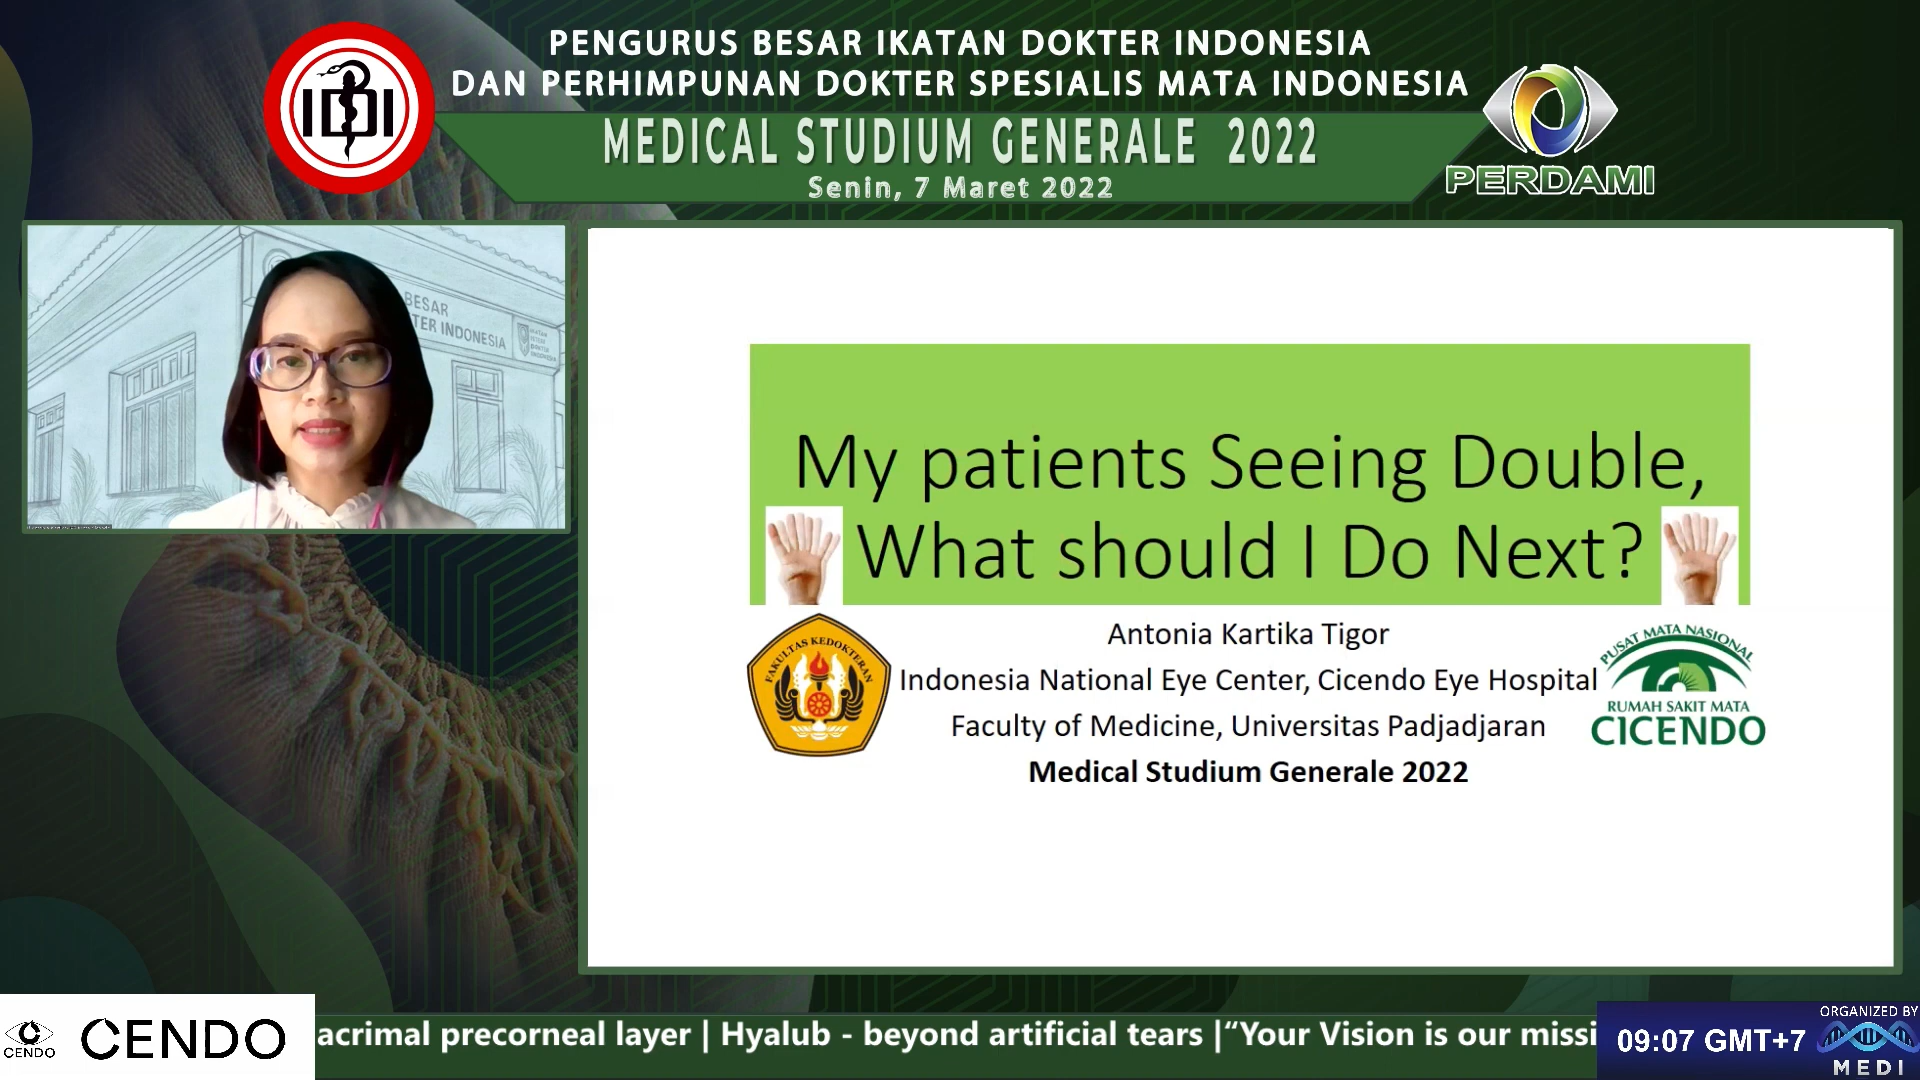 PENGURUS BESAR IKATAN DOKTER INDONESIA
DAN PERHIMPUNAN DOKTER SPESIALIS MATA INDONESIA
IDI
MEDICAL STUDIUM GENERALE 2022
Senin, 7 Maret 2022
PERDAMI
BESAR
TER INDONESIA
IKATAN
DOKTER
INDONESIA
My patients Seeing Double,
What should I Do Next?
FAKULTAS KEDOKTERAN
Antonia Kartika Tigor
Indonesia National Eye Center, Cicendo Eye Hospital
Faculty of Medicine, Universitas Padjadjaran
Medical Studium Generale 2022
PUSAT MATA NASIONAL
RUMAH SAKIT MATA
CICENDO
CENDO
CENDO
acrimal precorneal layer | Hyalub - beyond artificial tears |“Your Vision is our missi
09:07 GMT+7
ORGANIZED BY
MEDI